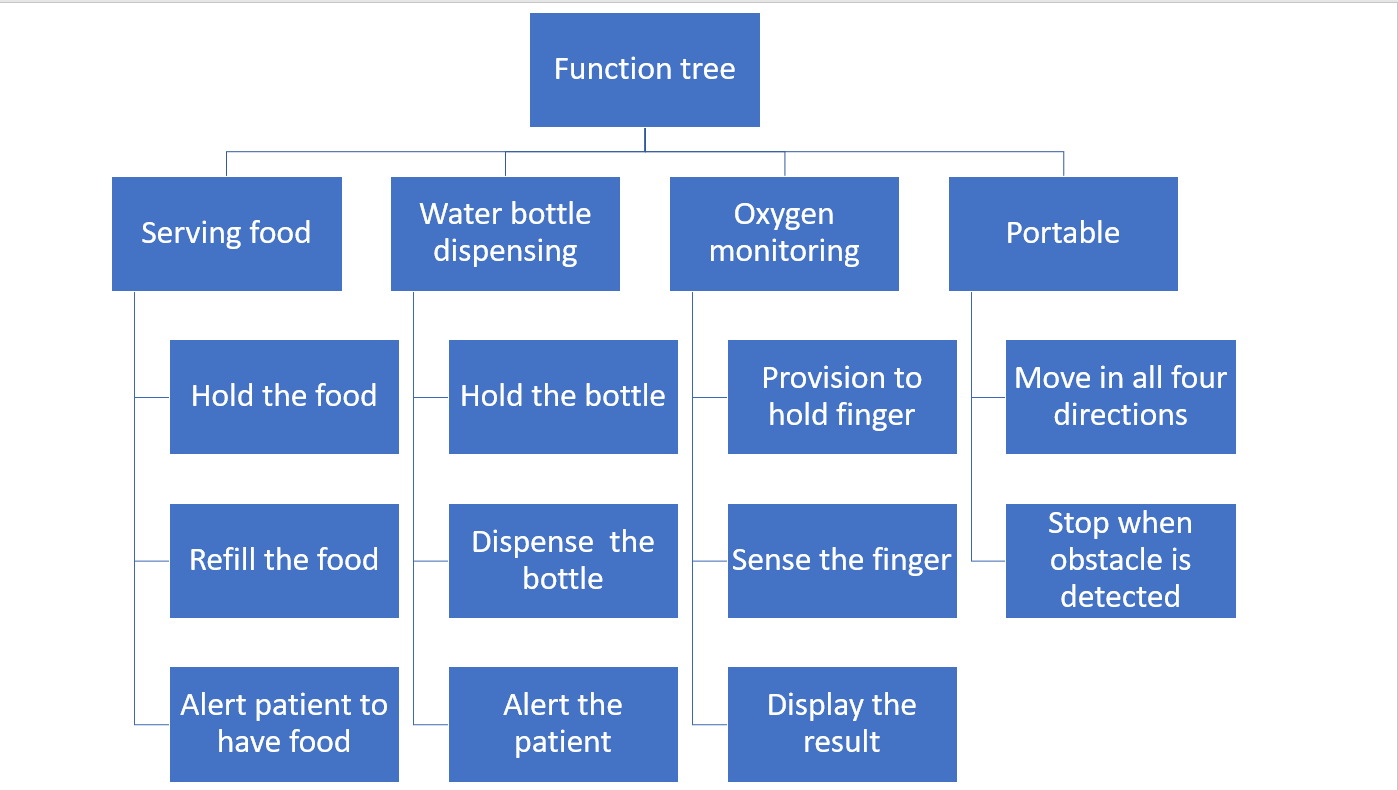 Function tree
Serving food
Water bottle
dispensing
Oxygen
monitoring
Portable
Hold the food
Hold the bottle
Provision to
hold finger
Move in all four
directions
Refill the food
Dispense  the
bottle
Sense the finger
Stop when
obstacle is
detected
Alert patient to
have food
Alert the
patient
Display the
result